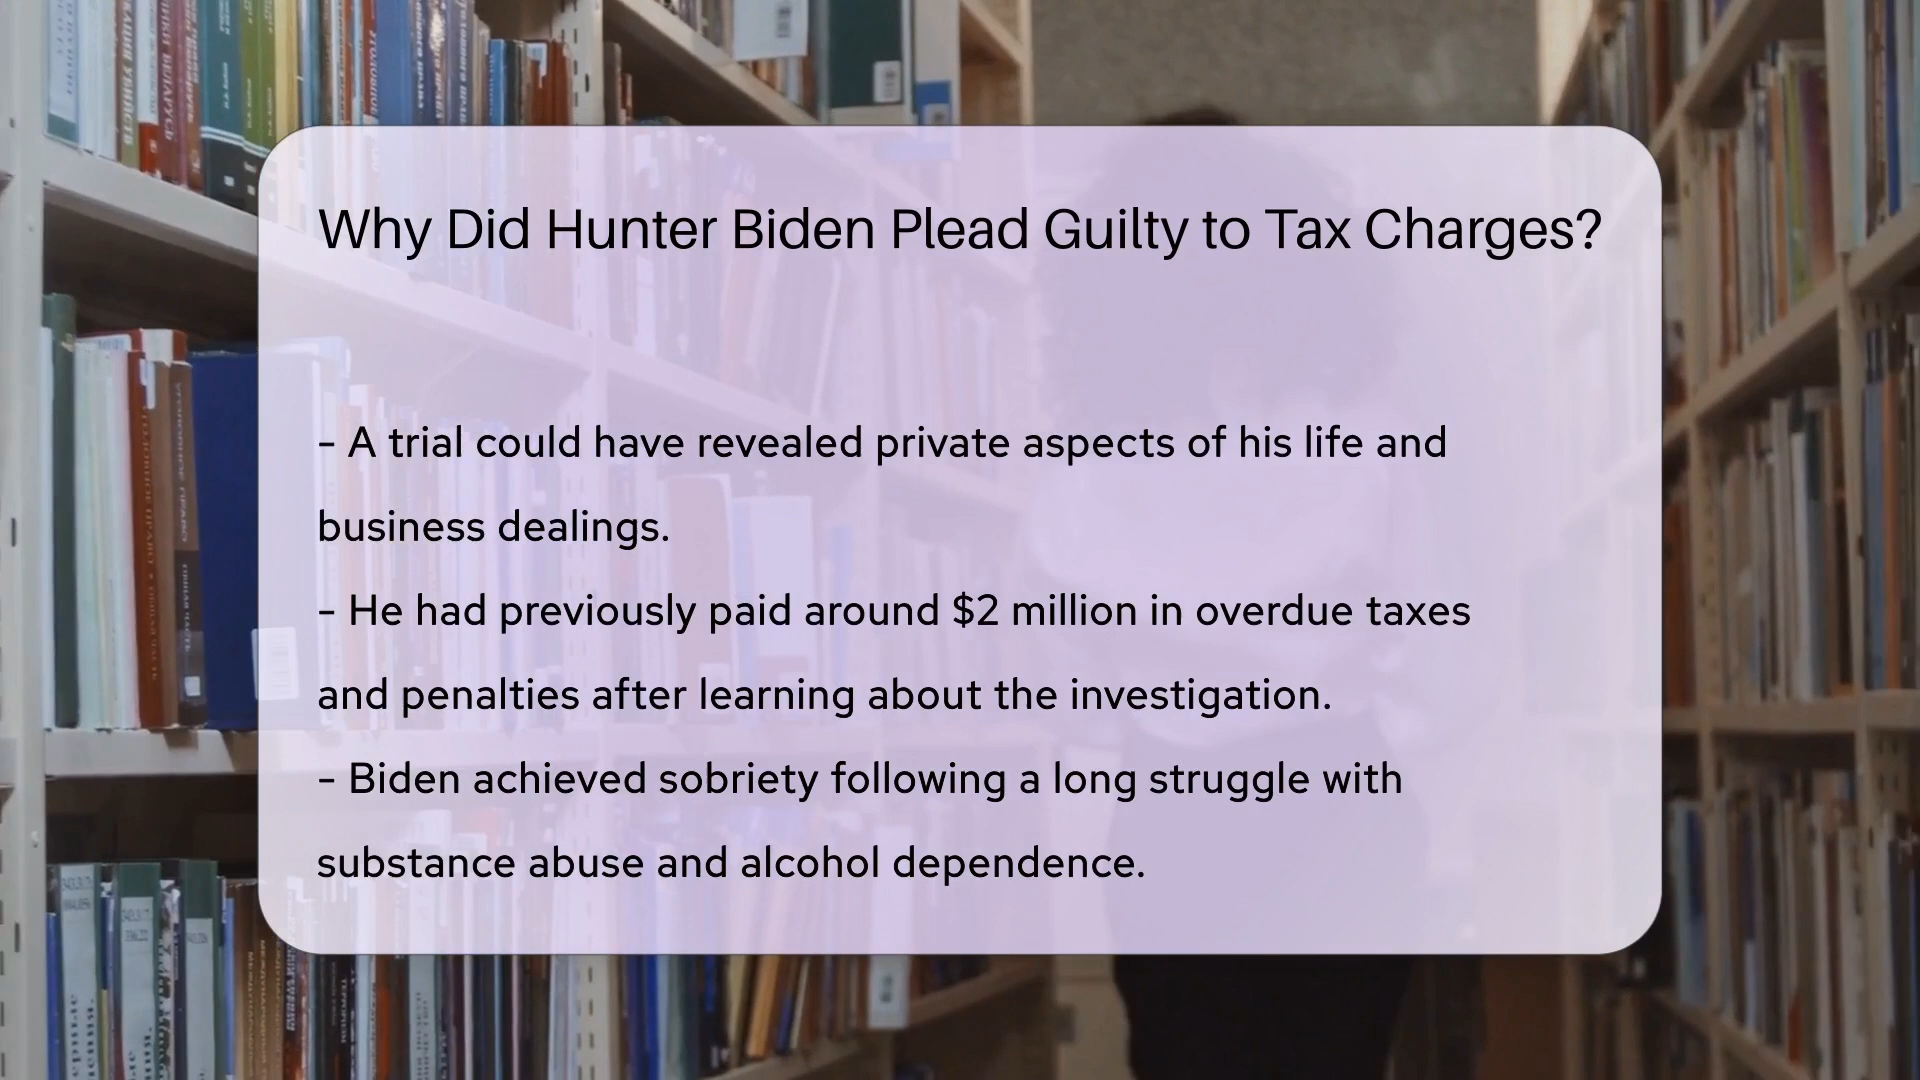 Why Did Hunter Biden Plead Guilty to Tax Charges?
– A trial could have revealed private aspects of his life and
business dealings.
– He had previously paid around $2 million in overdue taxes
and penalties after learning about the investigation.
– Biden achieved sobriety following a long struggle with
substance abuse and alcohol dependence.